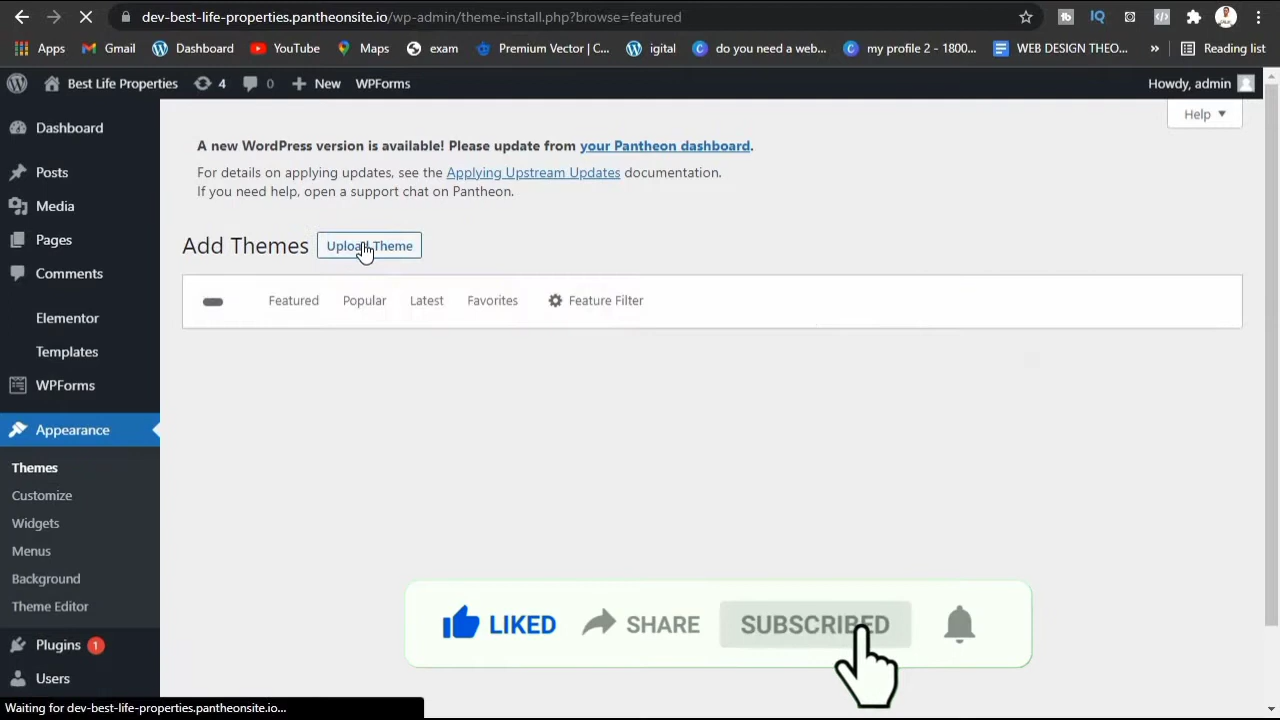 dev-best-life-properties.pantheonsite.io/wp-admin/theme-install.php?browse=featured
Apps Gmail Dashboard YouTube Maps exam Premium Vector | C... igital do you need a web... my profile 2 - 1800... WEB DESIGN THEO... » Reading list
Best Life Properties 4 0 New WPForms Howdy, admin
Help
Dashboard
Posts
Media
Pages
Comments
Elementor
Templates
WPForms
Appearance
Themes
Customize
Widgets
Menus
Background
Theme Editor
Plugins 1
Users
A new WordPress version is available! Please update from your Pantheon dashboard.
For details on applying updates, see the Applying Upstream Updates documentation.
If you need help, open a support chat on Pantheon.
Add Themes Upload Theme
Featured Popular Latest Favorites Feature Filter
LIKED SHARE SUBSCRIBED
Waiting for dev-best-life-properties.pantheonsite.io...